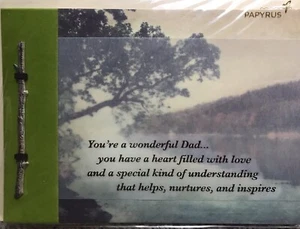 PAPYRUS
You're a wonderful Dad...
you have a heart filled with love
and a special kind of understanding
that helps, nurtures, and inspires